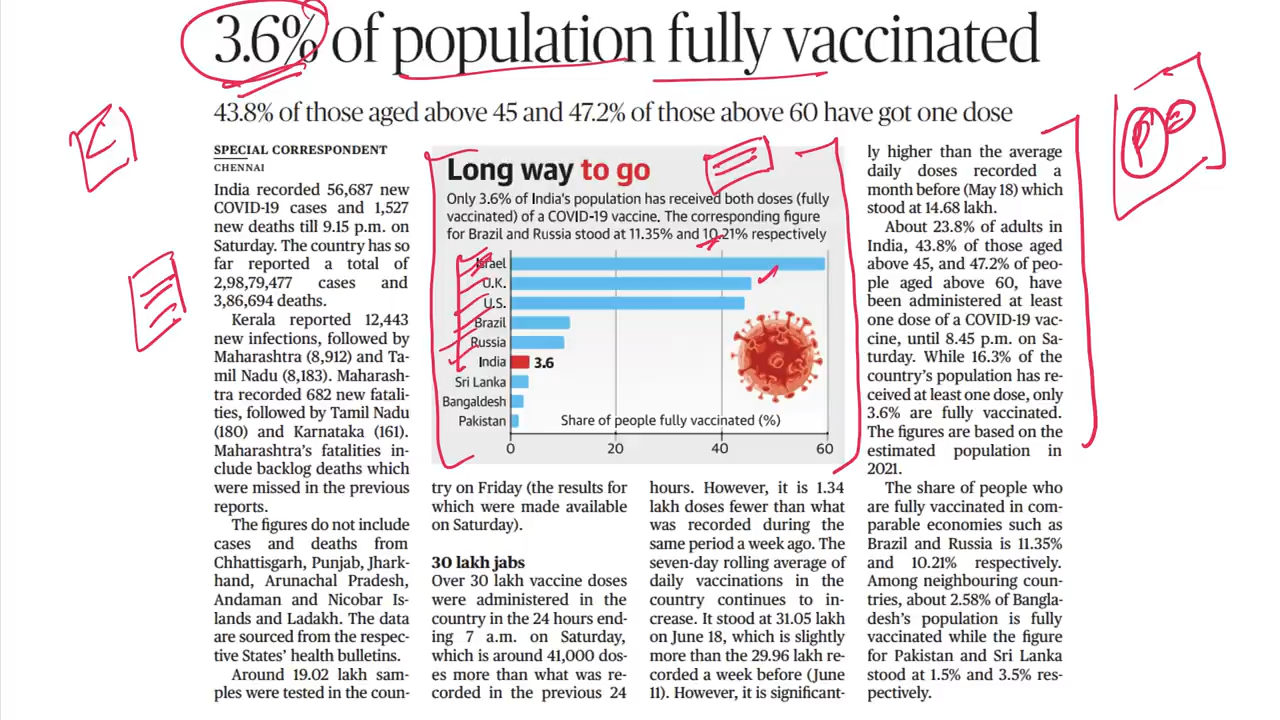 3.6% of population fully vaccinated
43.8% of those aged above 45 and 47.2% of those above 60 have got one dose
SPECIAL CORRESPONDENT
CHENNAI
India recorded 56,687 new
COVID-19 cases and 1,527
new deaths till 9.15 p.m. on
Saturday. The country has so
far reported a total of
2,98,79,477 cases and
3,86,694 deaths.
Kerala reported 12,443
new infections, followed by
Maharashtra (8,912) and Ta-
mil Nadu (8,183). Maharash-
tra recorded 682 new fatali-
ties, followed by Tamil Nadu
(180) and Karnataka (161).
Maharashtra's fatalities in-
clude backlog deaths which
were missed in the previous
reports.
The figures do not include
cases and deaths from
Chhattisgarh, Punjab, Jhark-
hand, Arunachal Pradesh,
Andaman and Nicobar Is-
lands and Ladakh. The data
are sourced from the respec-
tive States' health bulletins.
Around 19.02 lakh sam-
ples were tested in the coun-
Long way to go
Only 3.6% of India's population has received both doses (fully
vaccinated) of a COVID-19 vaccine. The corresponding figure
for Brazil and Russia stood at 11.35% and 10.21% respectively
Israel
U.K.
U.S.
Brazil
Russia
India 3.6
Sri Lanka
Bangaldesh
Pakistan
Share of people fully vaccinated (%)
0 20 40 60
try on Friday (the results for
which were made available
on Saturday).
30 lakh jabs
Over 30 lakh vaccine doses
were administered in the
country in the 24 hours end-
ing 7 a.m. on Saturday,
which is around 41,000 dos-
es more than what was re-
corded in the previous 24
hours. However, it is 1.34
lakh doses fewer than what
was recorded during the
same period a week ago. The
seven-day rolling average of
daily vaccinations in the
country continues to in-
crease. It stood at 31.05 lakh
on June 18, which is slightly
more than the 29.96 lakh re-
corded a week before (June
11). However, it is significant-
ly higher than the average
daily doses recorded a
month before (May 18) which
stood at 14.68 lakh.
About 23.8% of adults in
India, 43.8% of those aged
above 45, and 47.2% of peo-
ple aged above 60, have
been administered at least
one dose of a COVID-19 vac-
cine, until 8.45 p.m. on Sa-
turday. While 16.3% of the
country's population has re-
ceived at least one dose, only
3.6% are fully vaccinated.
The figures are based on the
estimated population in
2021.
The share of people who
are fully vaccinated in com-
parable economies such as
Brazil and Russia is 11.35%
and 10.21% respectively.
Among neighbouring coun-
tries, about 2.58% of Bangla-
desh's population is fully
vaccinated while the figure
for Pakistan and Sri Lanka
stood at 1.5% and 3.5% res-
pectively.